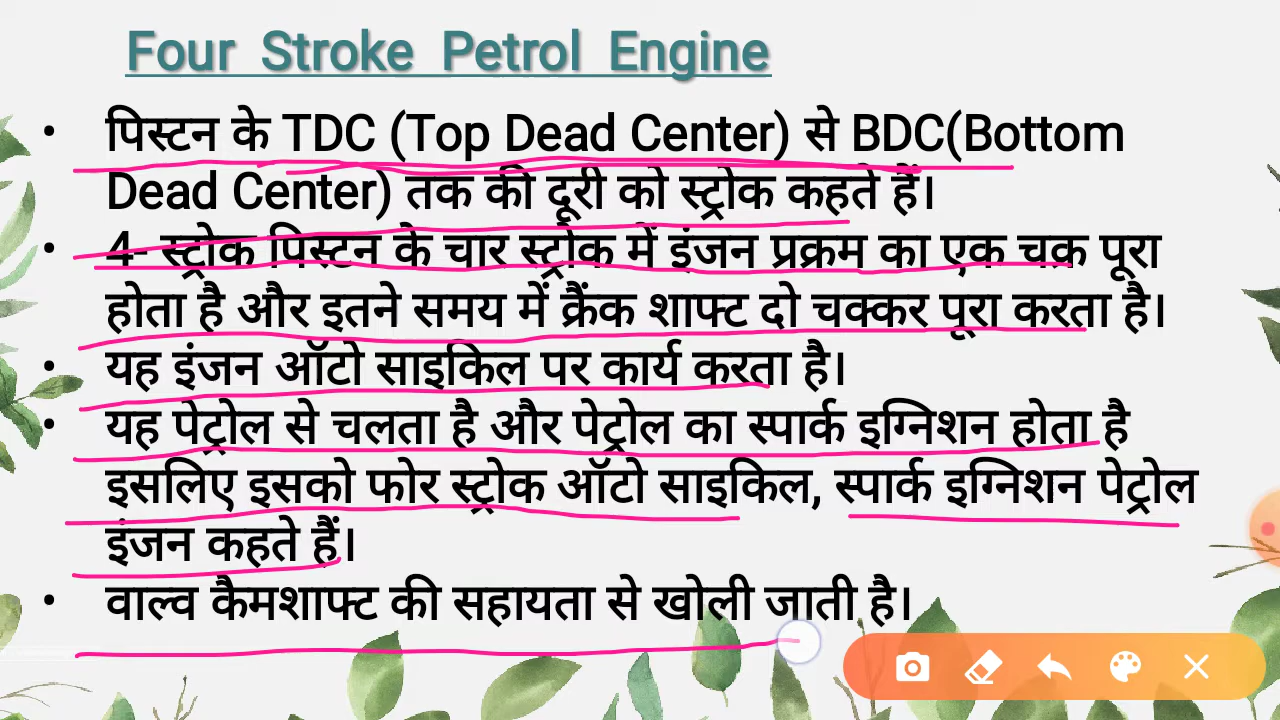 Four Stroke Petrol Engine
• पिस्टन के TDC (Top Dead Center) से BDC(Bottom
Dead Center) तक की दूरी को स्ट्रोक कहते हैं।
• 4- स्ट्रोक पिस्टन के चार स्ट्रोक में इंजन प्रक्रम का एक चक्र पूरा
होता है और इतने समय में क्रैंक शाफ्ट दो चक्कर पूरा करता है।
• यह इंजन ऑटो साइकिल पर कार्य करता है।
• यह पेट्रोल से चलता है और पेट्रोल का स्पार्क इग्निशन होता है
इसलिए इसको फोर स्ट्रोक ऑटो साइकिल, स्पार्क इग्निशन पेट्रोल
इंजन कहते हैं।
• वाल्व कैमशाफ्ट की सहायता से खोली जाती है।